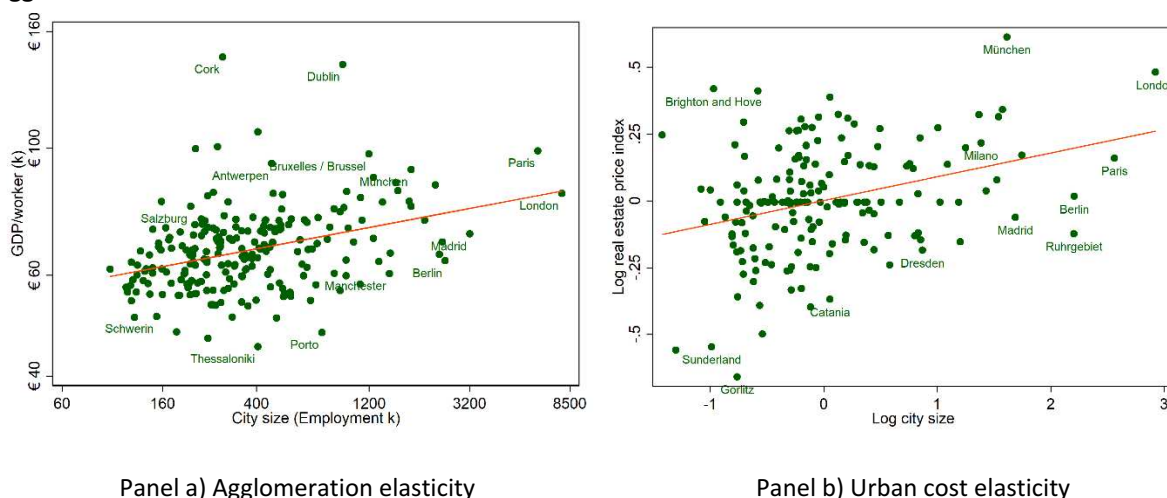 € 160
Cork
Dublin
€ 100
Bruxelles / Brussel
Paris
Antwerpen
München
London
Salzburg
GDP/worker (k)
Madrid
€ 60
Berlin
Manchester
Schwerin
Porto
Thessaloniki
€ 40
60 160 400 1200 3200 8500
City size (Employment k)
München
.5
Londo
Brighton and Hove
.25
Milano
Paris
Log real estate price index
0
Berlin
Madrid
Ruhrgebiet
-.25
Dresden
Catania
-.5
Sunderland
Görlitz
-1 0 1 2 3
Log city size
Panel a) Agglomeration elasticity Panel b) Urban cost elasticity